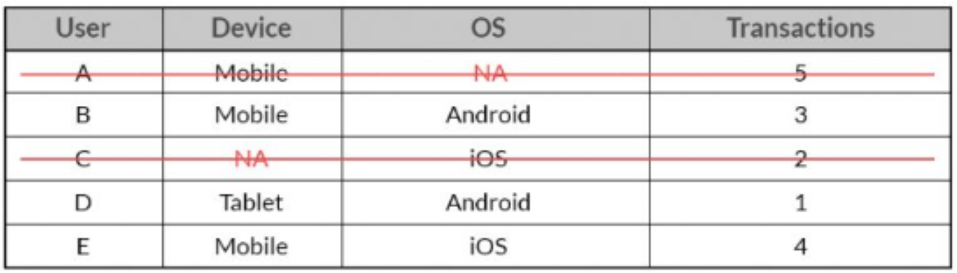 User Device OS Transactions
A Mobile NA 5
B Mobile Android 3
C NA iOS 2
D Tablet Android 1
E Mobile iOS 4